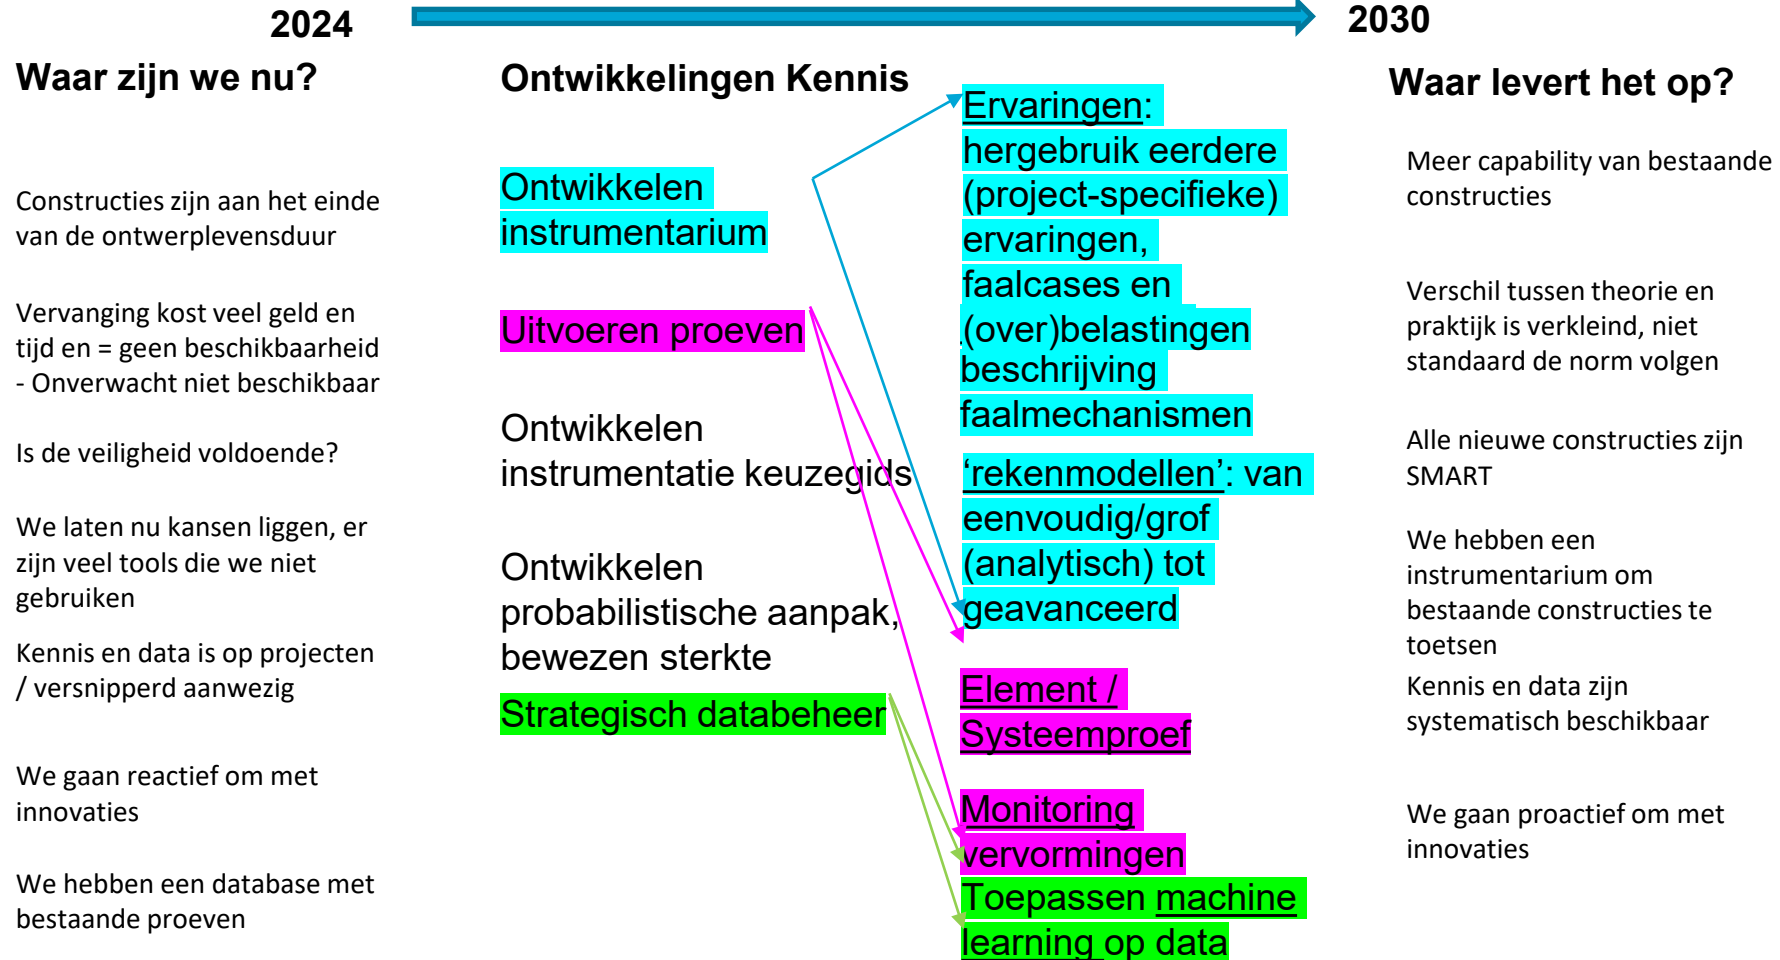 2024
2030
Waar zijn we nu?
Constructies zijn aan het einde
van de ontwerplevensduur
Vervanging kost veel geld en
tijd en = geen beschikbaarheid
- Onverwacht niet beschikbaar
Is de veiligheid voldoende?
We laten nu kansen liggen, er
zijn veel tools die we niet
gebruiken
Kennis en data is op projecten
/ versnipperd aanwezig
We gaan reactief om met
innovaties
We hebben een database met
bestaande proeven
Ontwikkelingen Kennis
Ontwikkelen
instrumentarium
Uitvoeren proeven
Ontwikkelen
instrumentatie keuzegids
Ontwikkelen
probabilistische aanpak,
bewezen sterkte
Strategisch databeheer
Ervaringen:
hergebruik eerdere
(project-specifieke)
ervaringen,
faalcases en
(over)belastingen
beschrijving
faalmechanismen
‘rekenmodellen’: van
eenvoudig/grof
(analytisch) tot
geavanceerd
Element /
Systeemproef
Monitoring
vervormingen
Toepassen machine
learning op data
Waar levert het op?
Meer capability van bestaande
constructies
Verschil tussen theorie en
praktijk is verkleind, niet
standaard de norm volgen
Alle nieuwe constructies zijn
SMART
We hebben een
instrumentarium om
bestaande constructies te
toetsen
Kennis en data zijn
systematisch beschikbaar
We gaan proactief om met
innovaties